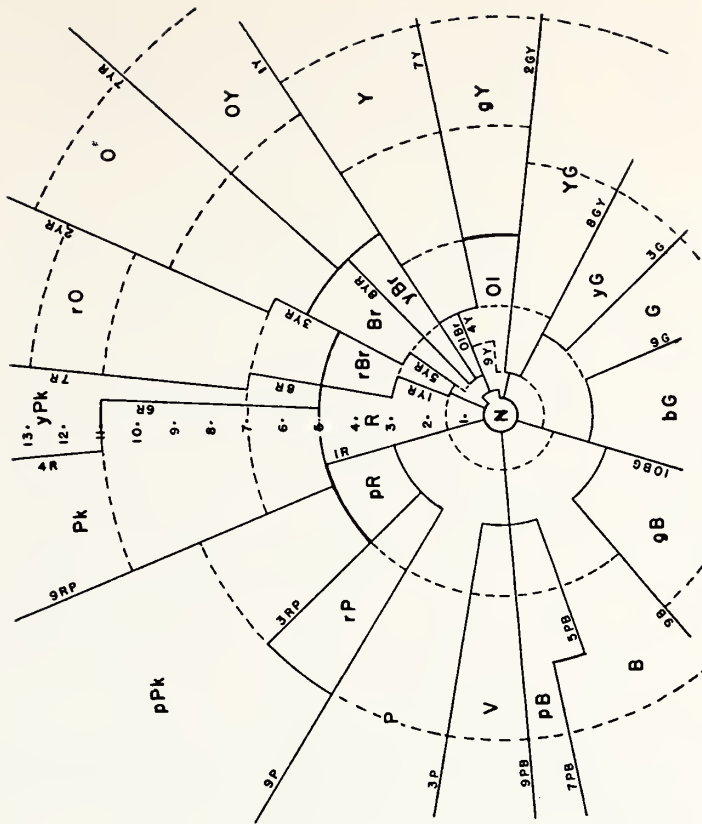 7YR
1Y
7Y
2GY
O
OY
Y
gY
2YR
rO
YG
8GY
3G
yG
G
9G
7R
yPk
6R
8R
3YR
Br
8YR
yBr
Ol
OlBr
4Y
9Y
rBr
5YR
1YR
13
12
11
10
9
8
7
6
5
4
3
2
1
R
N
bG
4R
Pk
1R
pR
10BG
gB
9RP
3RP
rP
9B
5PB
B
pPk
P
V
pB
9P
3P
9PB
7PB